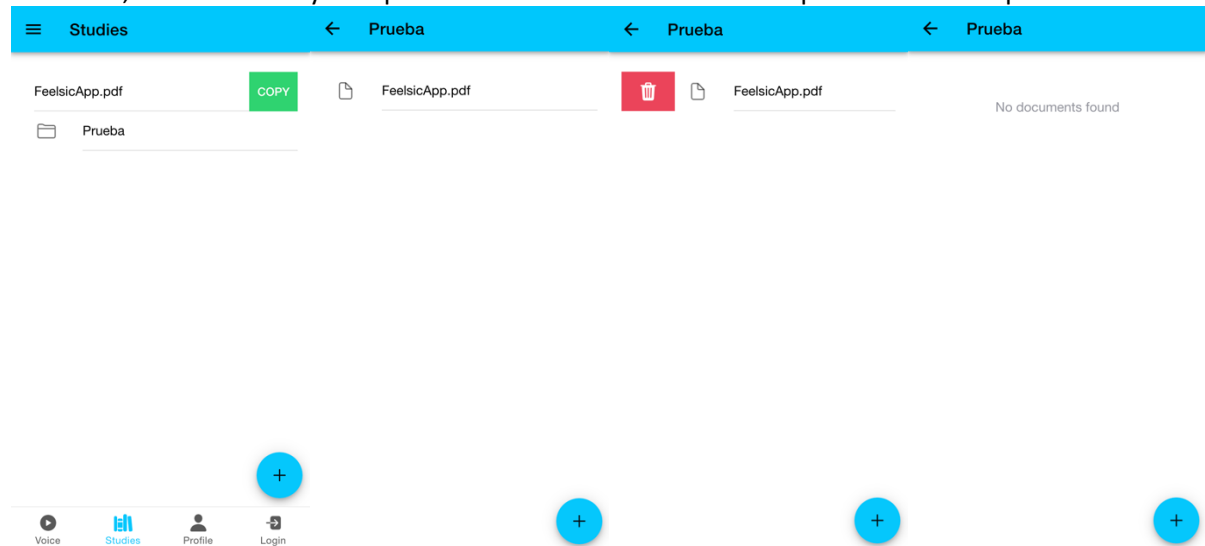 Studies
FeelsicApp.pdf
COPY
Prueba
Voice
Studies
Profile
Login
Prueba
FeelsicApp.pdf
Prueba
FeelsicApp.pdf
Prueba
No documents found